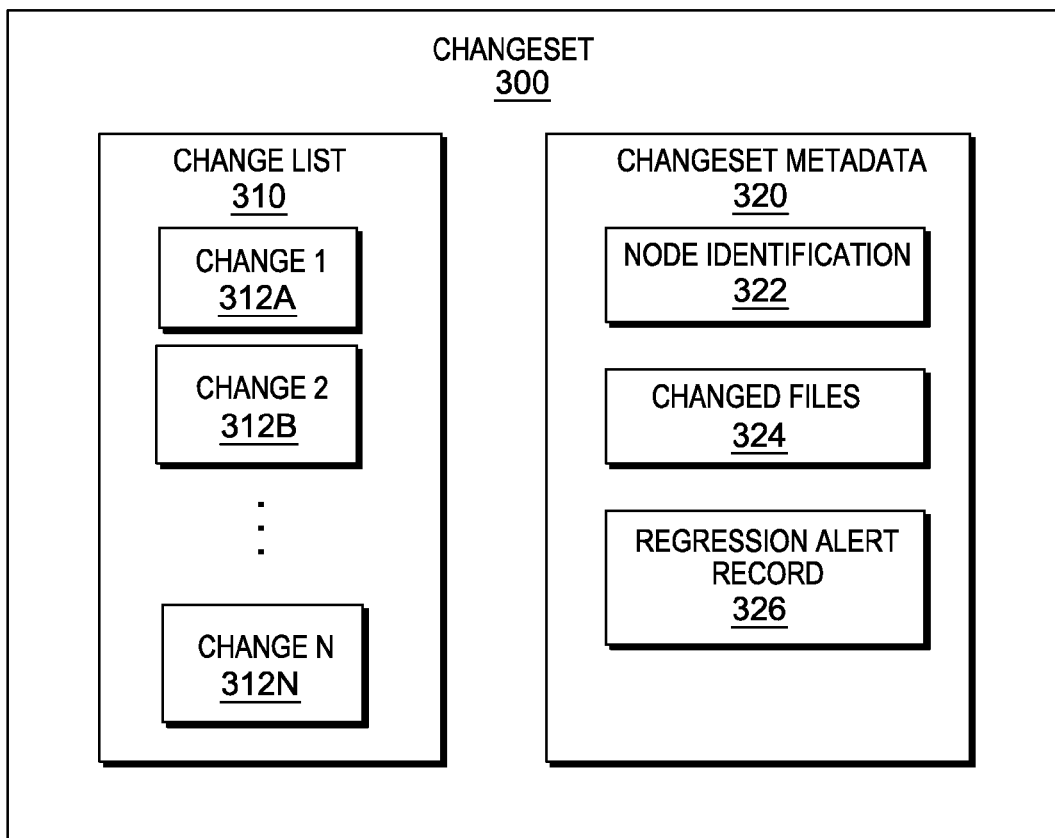 CHANGESET
300
CHANGE LIST
310
CHANGE 1
312A
CHANGE 2
312B
CHANGE N
312N
CHANGESET METADATA
320
NODE IDENTIFICATION
322
CHANGED FILES
324
REGRESSION ALERT
RECORD
326